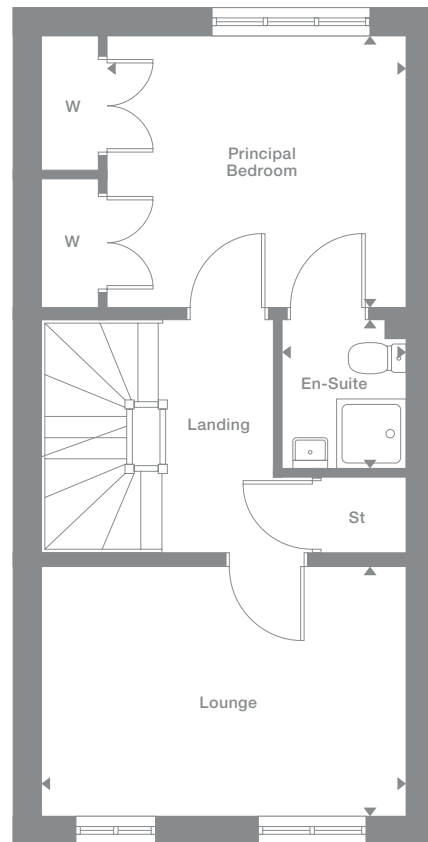 W
Principal
Bedroom
W
En-Suite
Landing
St
Lounge